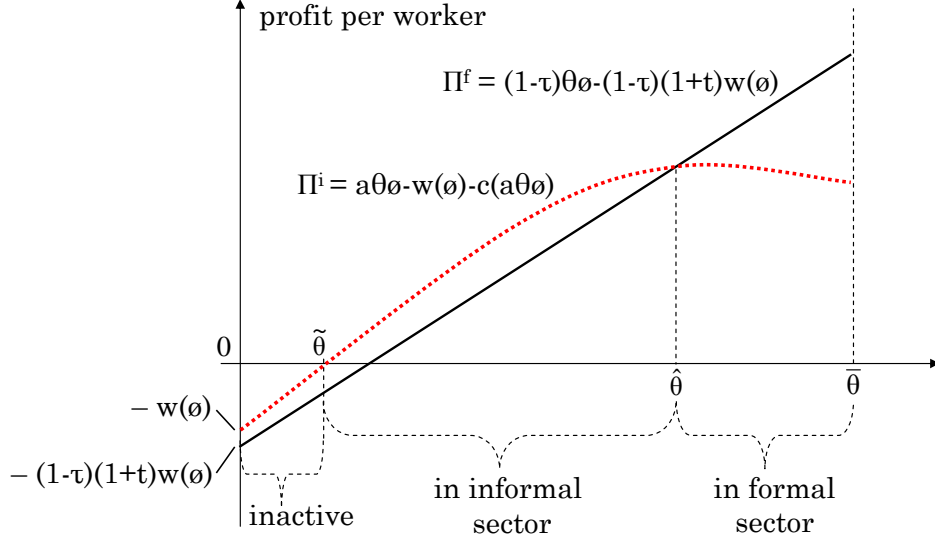 profit per worker
Πᶠ = (1-τ)θø-(1-τ)(1+t)w(ø)
Πⁱ = aθø-w(ø)-c(aθø)
0
θ̃
θ̂
θ̅
– w(ø)
– (1-τ)(1+t)w(ø)
inactive
in informal
sector
in formal
sector